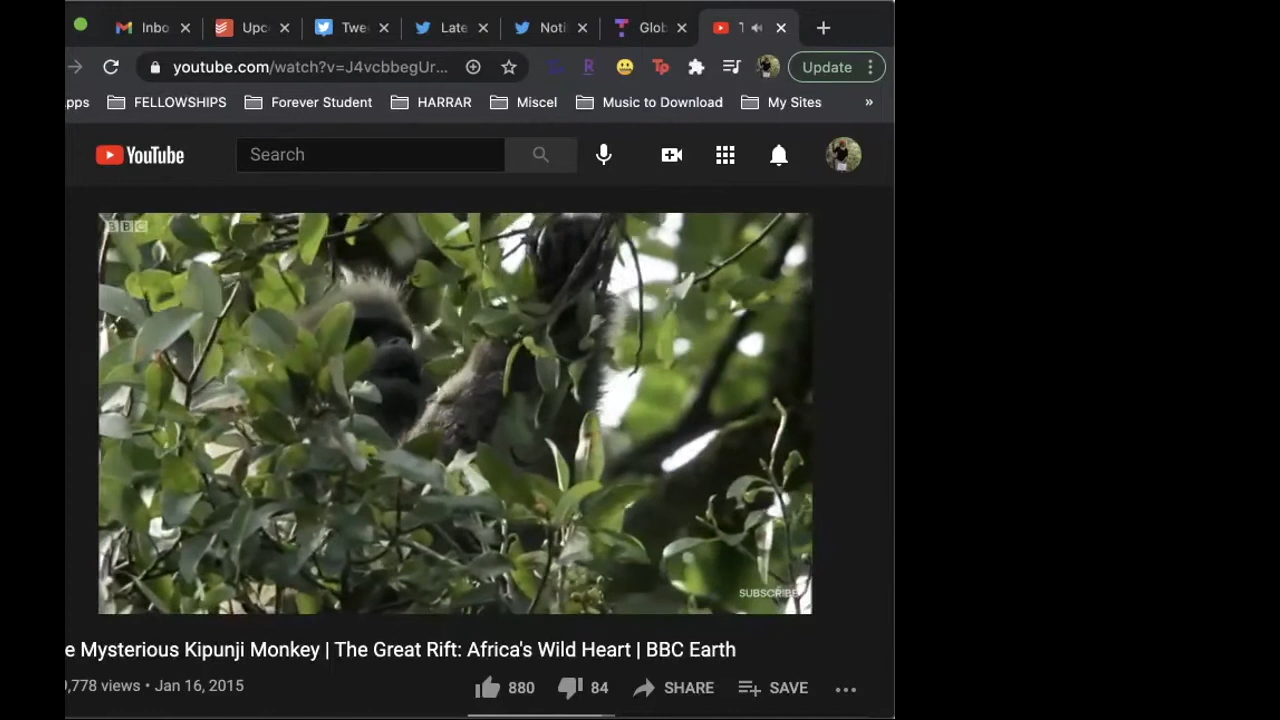 Inbo Upc Twe Late Noti Glob T
youtube.com/watch?v=J4vcbbegUr... R Tp Update
pps FELLOWSHIPS Forever Student HARRAR Miscel Music to Download My Sites »
YouTube Search
BBC
SUBSCRIBE
e Mysterious Kipunji Monkey | The Great Rift: Africa's Wild Heart | BBC Earth
,778 views • Jan 16, 2015 880 84 SHARE SAVE ...